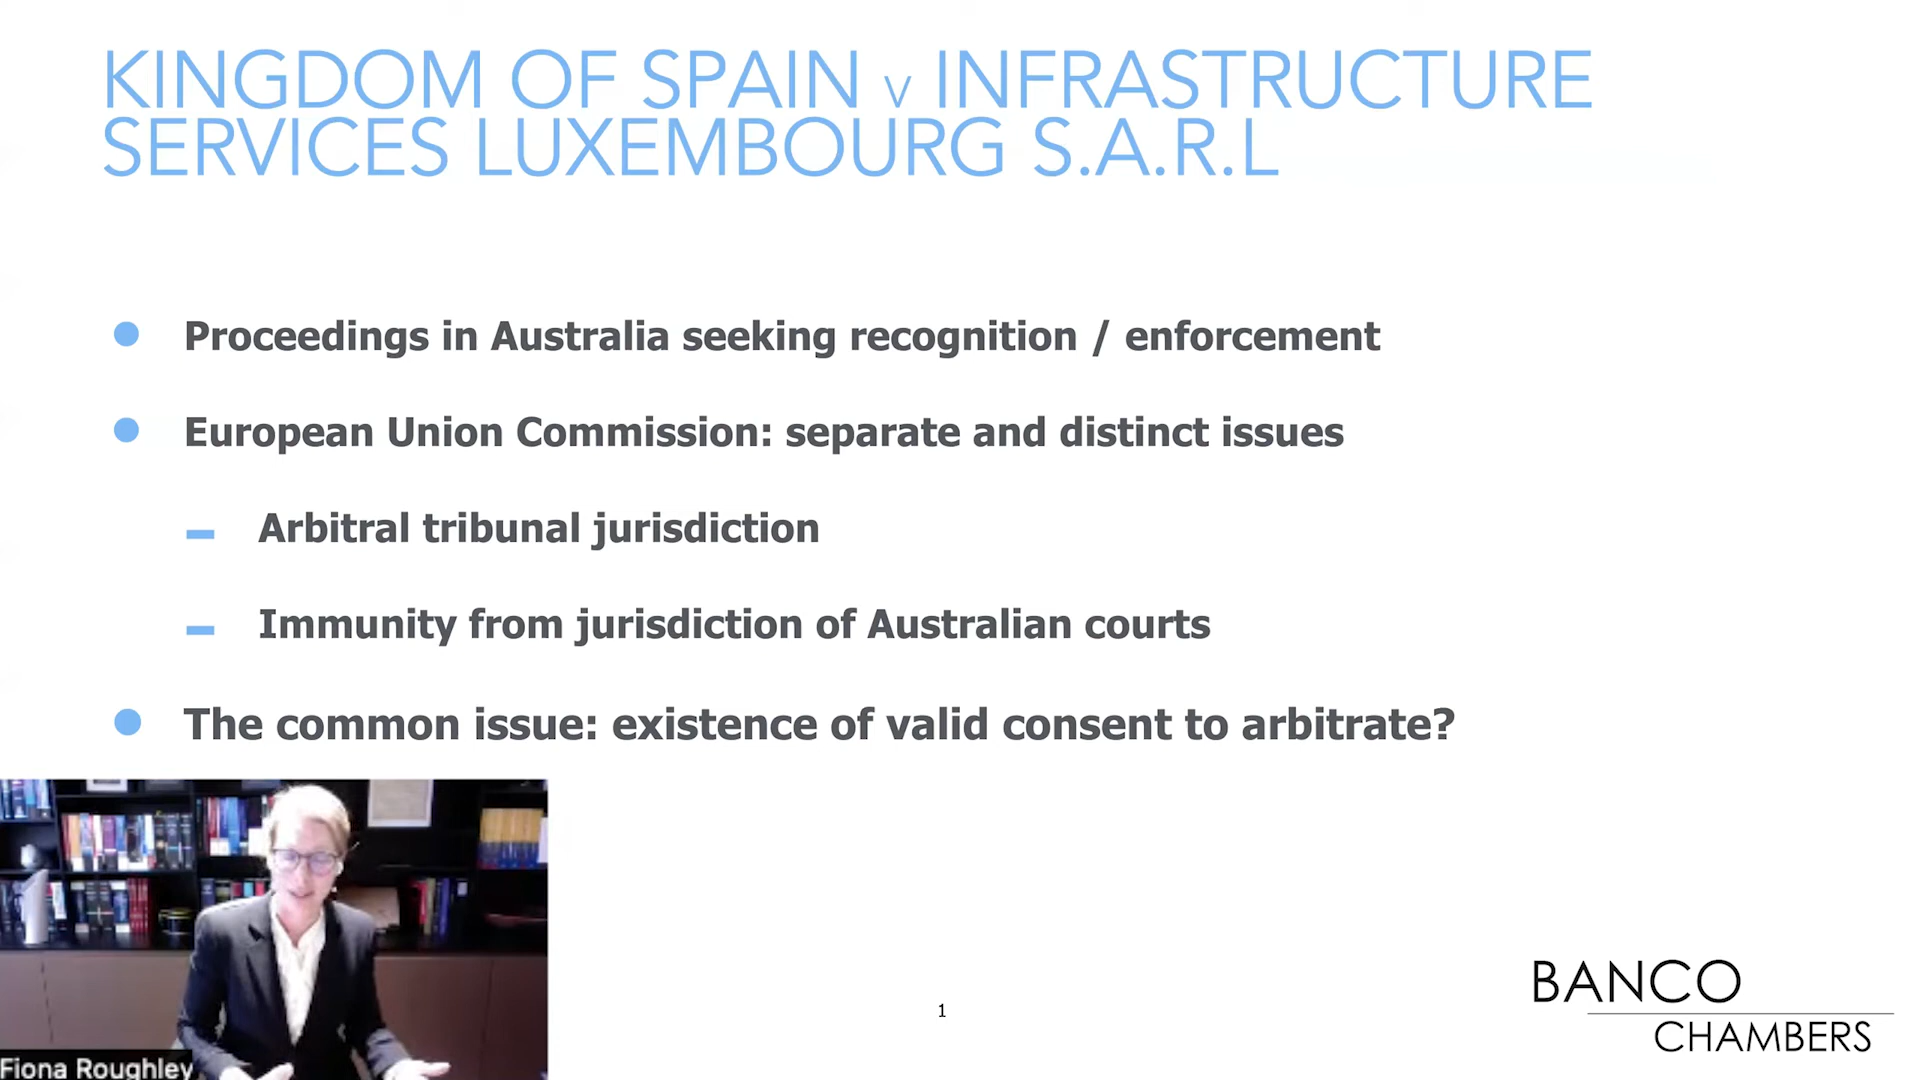 KINGDOM OF SPAIN v INFRASTRUCTURE
SERVICES LUXEMBOURG S.A.R.L
Proceedings in Australia seeking recognition / enforcement
European Union Commission: separate and distinct issues
Arbitral tribunal jurisdiction
Immunity from jurisdiction of Australian courts
The common issue: existence of valid consent to arbitrate?
Fiona Roughley
1
BANCO
CHAMBERS